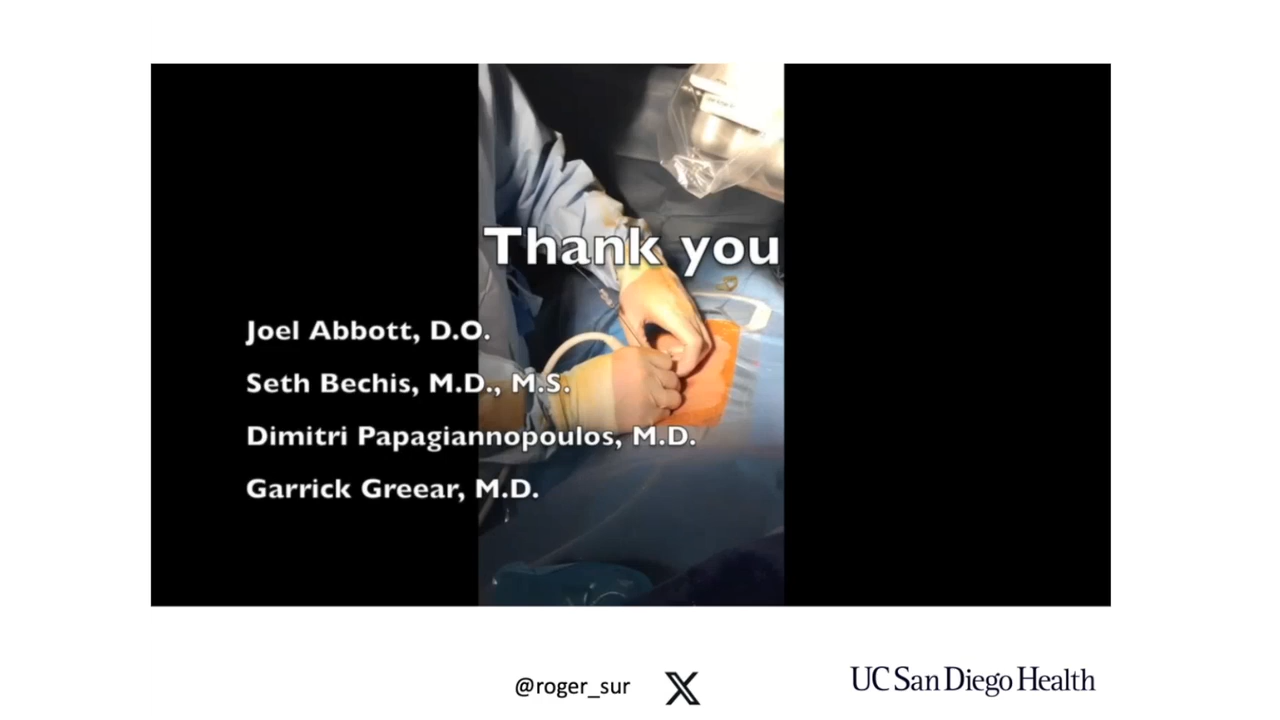 Thank you
Joel Abbott, D.O.
Seth Bechis, M.D., M.S.
Dimitri Papagiannopoulos, M.D.
Garrick Greear, M.D.
@roger_sur X UC San Diego Health